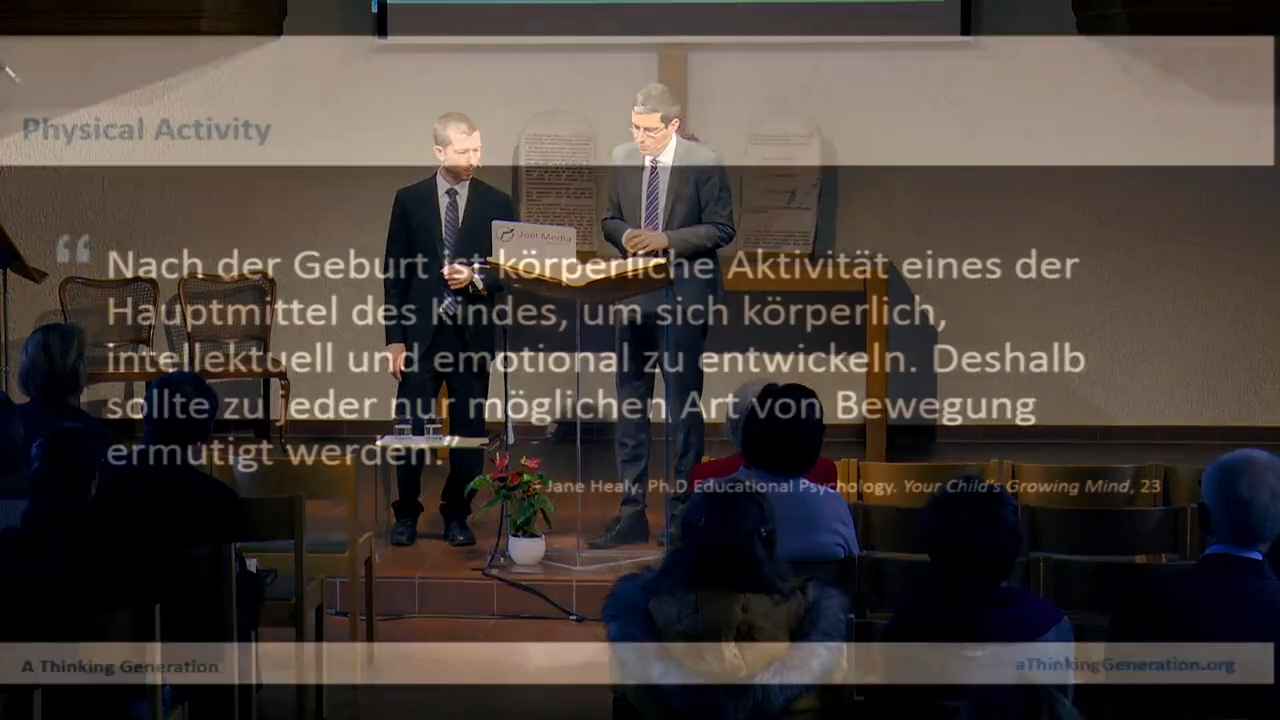 Physical Activity
Joel Media
“ Nach der Geburt ist körperliche Aktivität eines der
Hauptmittel des Kindes, um sich körperlich,
intellektuell und emotional zu entwickeln. Deshalb
sollte zu jeder nur möglichen Art von Bewegung
ermutigt werden.
Jane Healy. Ph.D Educational Psychology. Your Child's Growing Mind, 23
A Thinking Generation
aThinkingGeneration.org